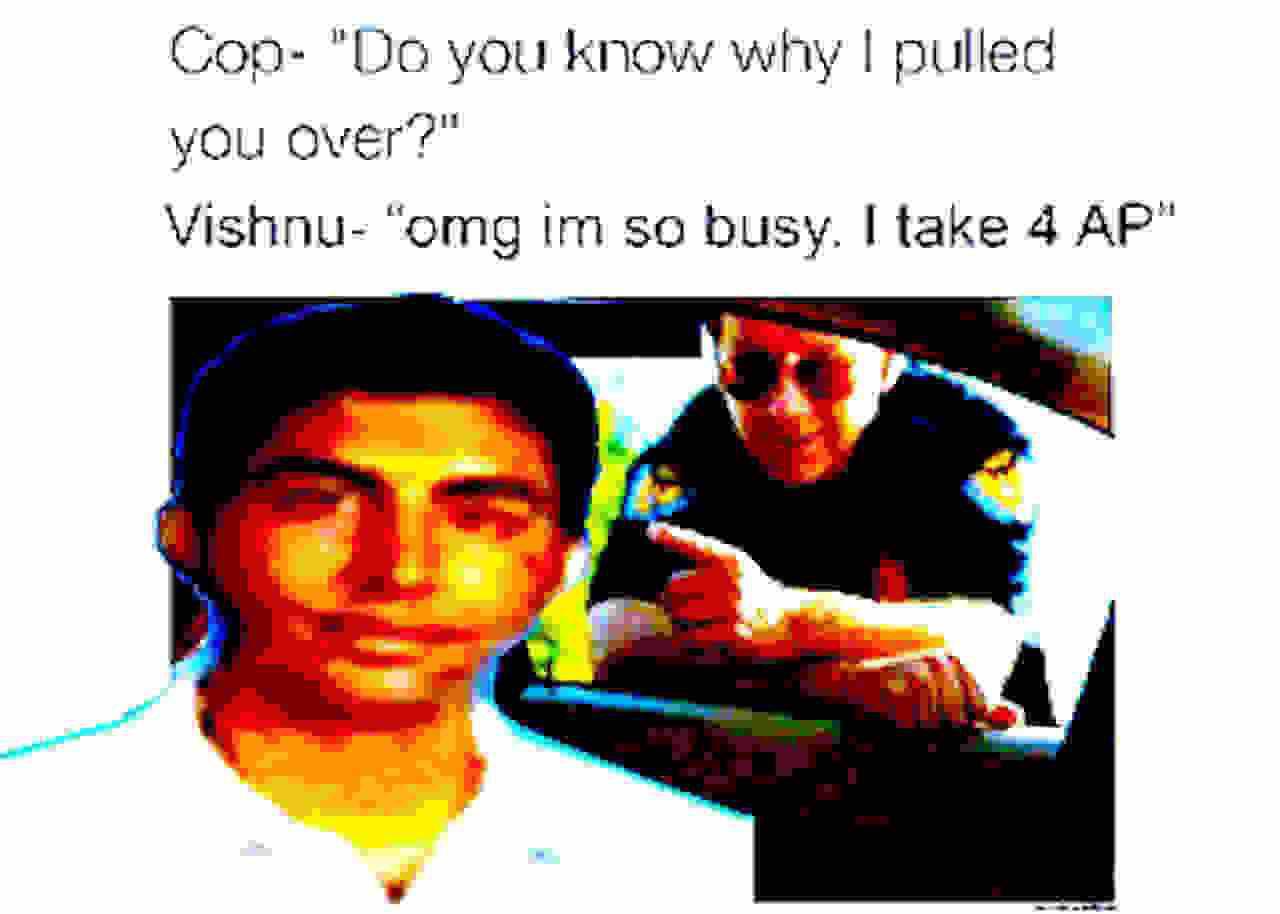 Cop- "Do you know why I pulled
you over?"
Vishnu- “omg im so busy. I take 4 AP”